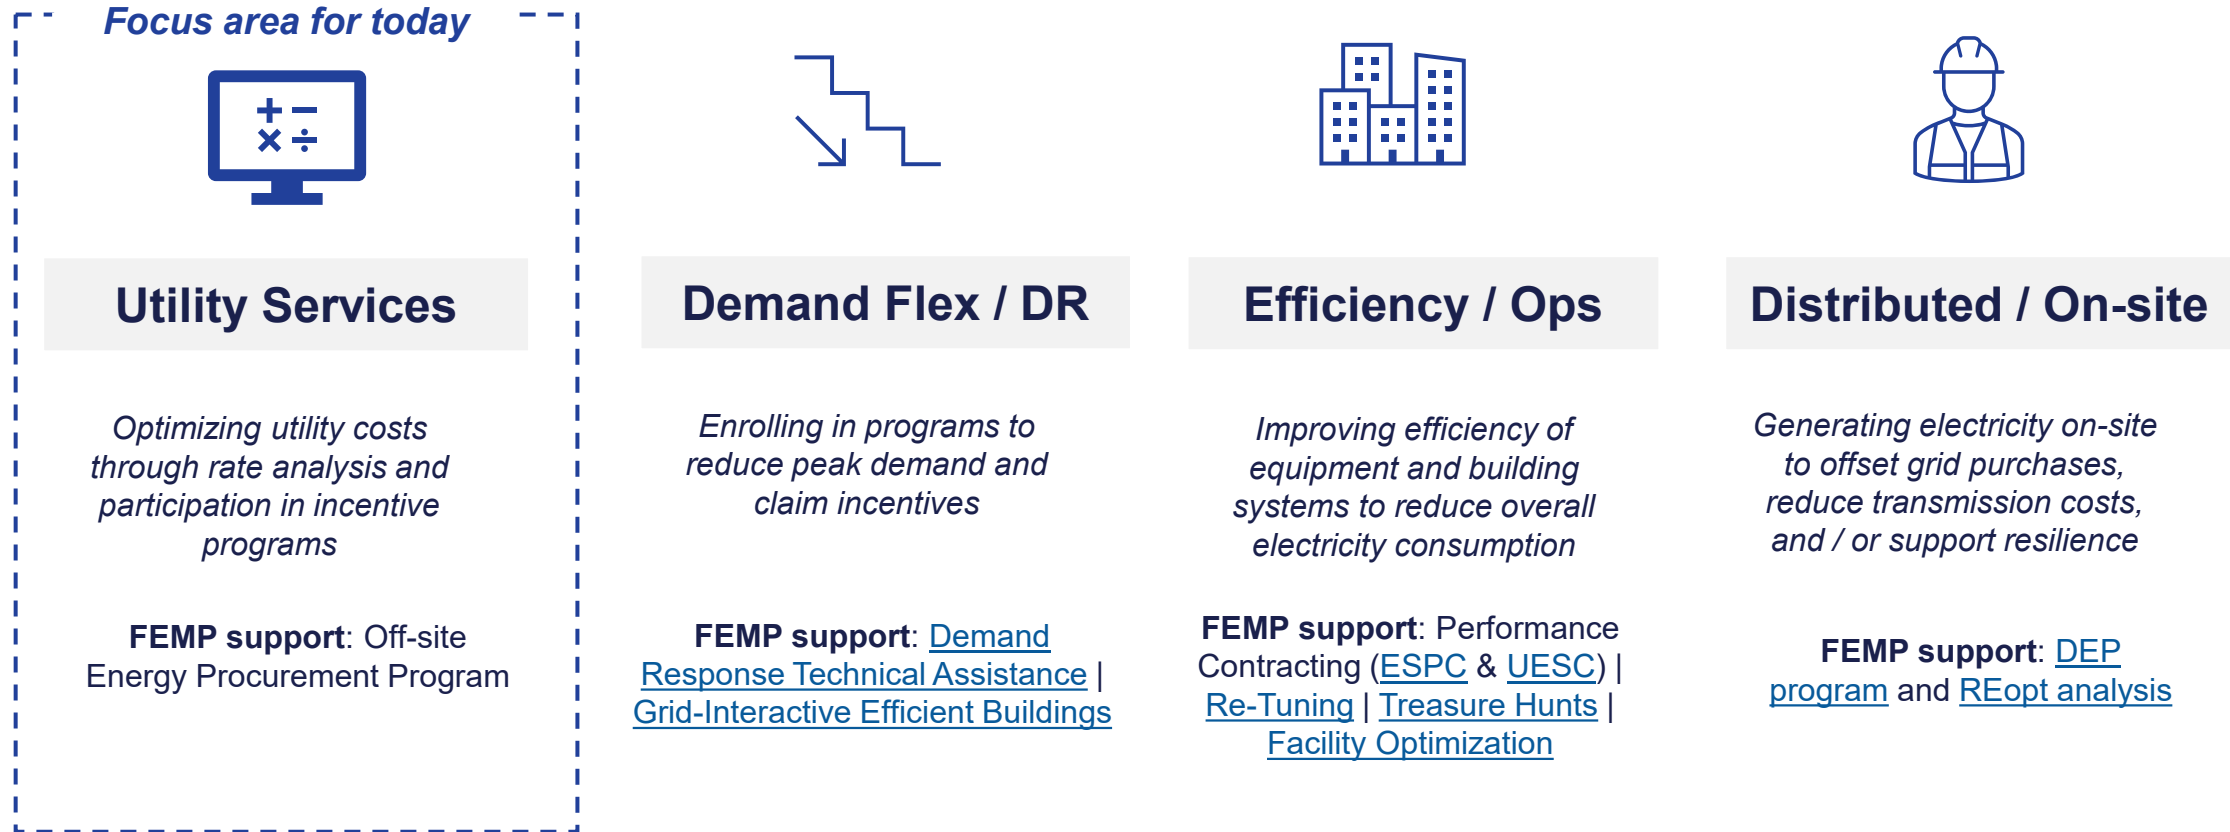 Focus area for today
Utility Services
Optimizing utility costs
through rate analysis and
participation in incentive
programs
FEMP support: Off-site
Energy Procurement Program
Demand Flex / DR
Enrolling in programs to
reduce peak demand and
claim incentives
FEMP support: Demand
Response Technical Assistance |
Grid-Interactive Efficient Buildings
Efficiency / Ops
Improving efficiency of
equipment and building
systems to reduce overall
electricity consumption
FEMP support: Performance
Contracting (ESPC & UESC) |
Re-Tuning | Treasure Hunts |
Facility Optimization
Distributed / On-site
Generating electricity on-site
to offset grid purchases,
reduce transmission costs,
and / or support resilience
FEMP support: DEP
program and REopt analysis